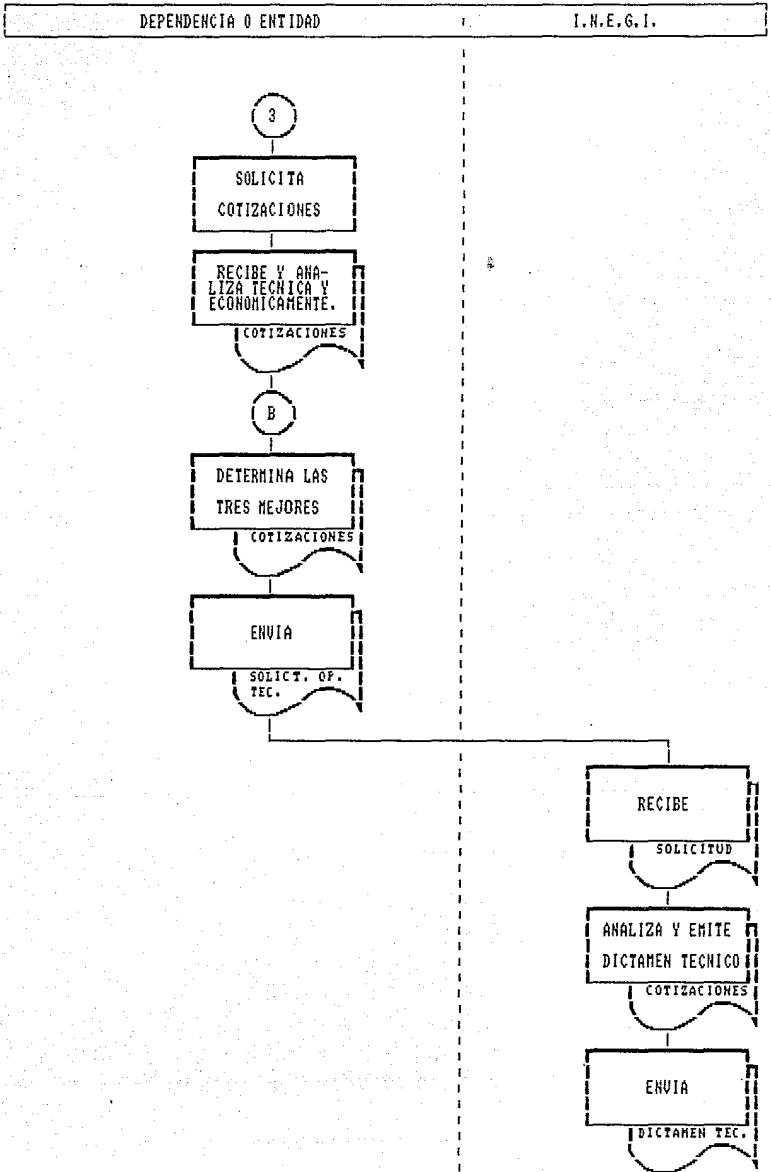 DEPENDENCIA O ENTIDAD
I.N.E.G.I.
3
SOLICITA
COTIZACIONES
RECIBE Y ANA-
LIZA TECNICA Y
ECONOMICAMENTE.
COTIZACIONES
B
DETERMINA LAS
TRES MEJORES
COTIZACIONES
ENVIA
SOLICT. OP.
TEC.
RECIBE
SOLICITUD
ANALIZA Y EMITE
DICTAMEN TECNICO
COTIZACIONES
ENVIA
DICTAMEN TEC.